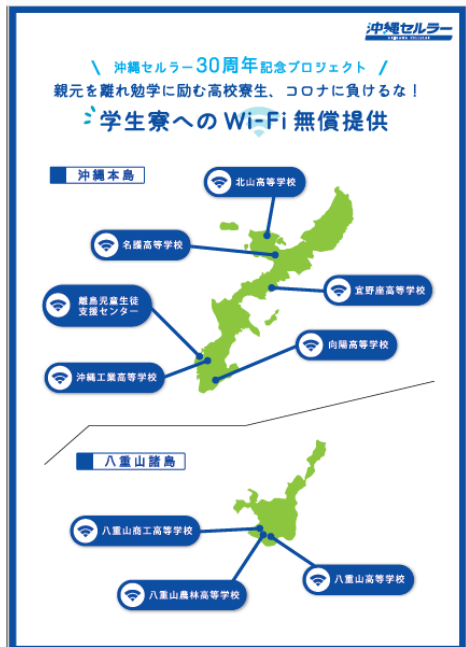 沖縄セルラー
OKINAWA CELLULAR
沖縄セルラー30周年記念プロジェクト
親元を離れ勉学に励む高校寮生、コロナに負けるな！
学生寮への Wi-Fi 無償提供
沖縄本島
北山高等学校
名護高等学校
宜野座高等学校
離島児童生徒
支援センター
向陽高等学校
沖縄工業高等学校
八重山諸島
八重山商工高等学校
八重山高等学校
八重山農林高等学校